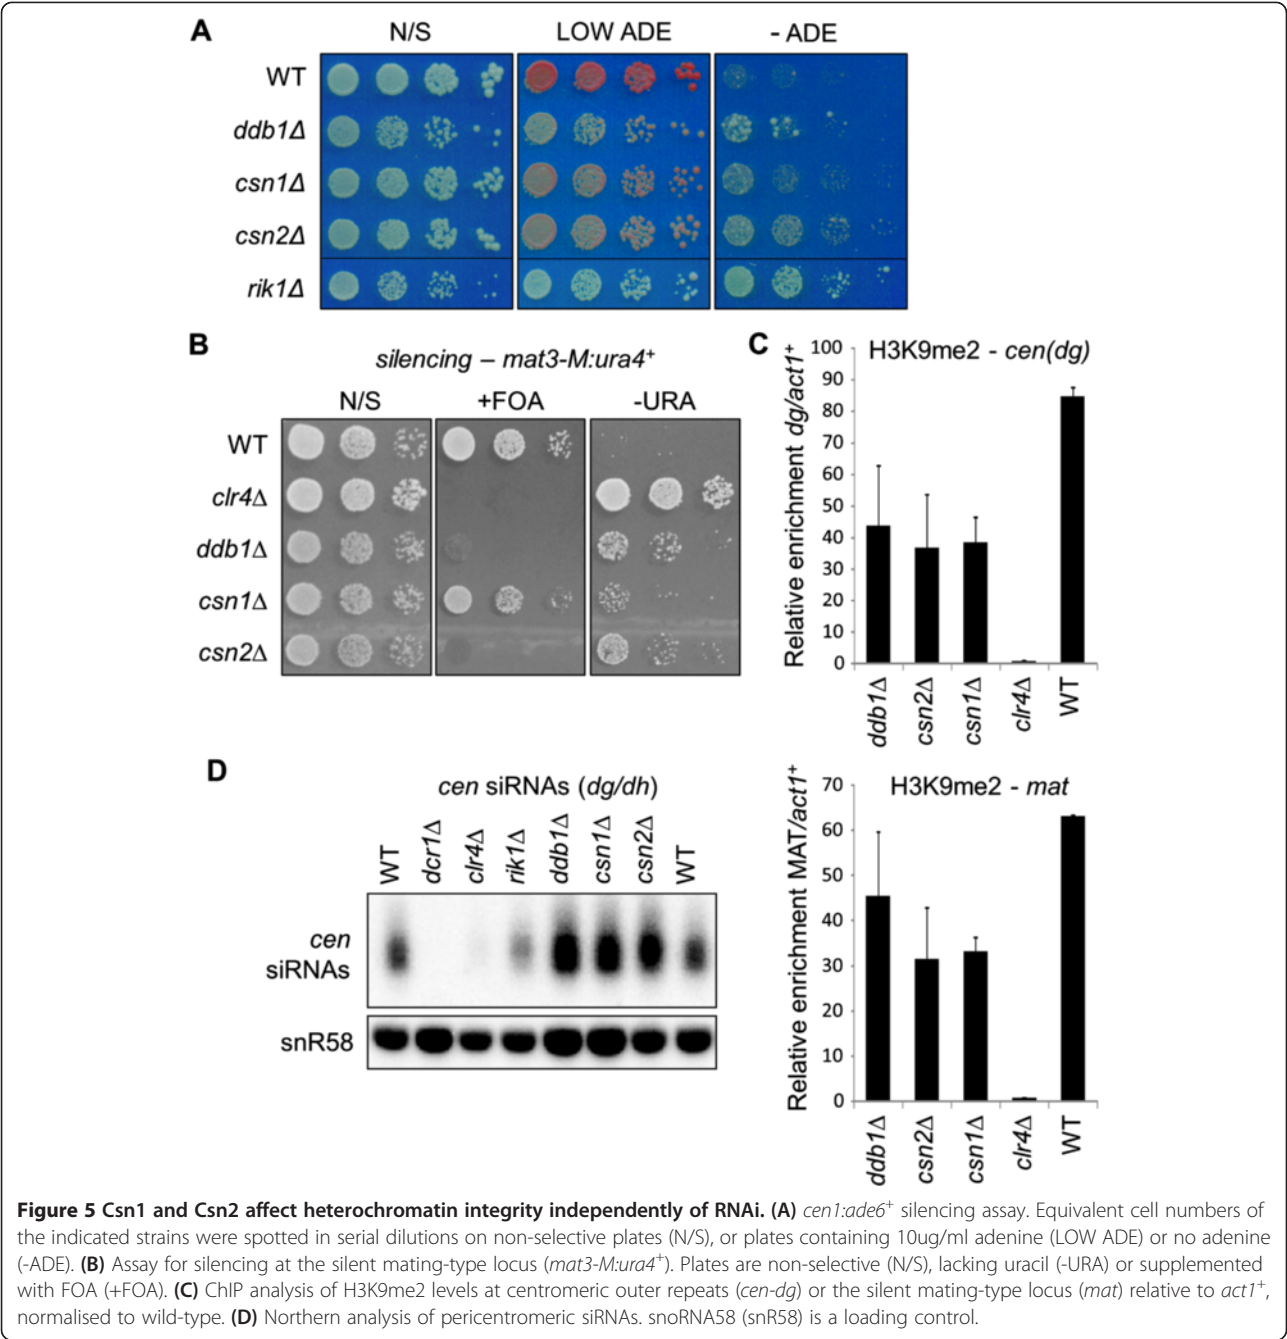 A
N/S
LOW ADE
- ADE
WT
ddb1Δ
csn1Δ
csn2Δ
rik1Δ
B
silencing – mat3-M:ura4+
N/S
+FOA
-URA
WT
clr4Δ
ddb1Δ
csn1Δ
csn2Δ
C
H3K9me2 - cen(dg)
Relative enrichment dg/act1+
100
90
80
70
60
50
40
30
20
10
0
ddb1Δ
csn2Δ
csn1Δ
clr4Δ
WT
D
cen siRNAs (dg/dh)
WT
dcr1Δ
clr4Δ
rik1Δ
ddb1Δ
csn1Δ
csn2Δ
WT
cen
siRNAs
snR58
H3K9me2 - mat
Relative enrichment MAT/act1+
70
60
50
40
30
20
10
0
ddb1Δ
csn2Δ
csn1Δ
clr4Δ
WT
Figure 5 Csn1 and Csn2 affect heterochromatin integrity independently of RNAi. (A) cen1:ade6+ silencing assay. Equivalent cell numbers of
the indicated strains were spotted in serial dilutions on non-selective plates (N/S), or plates containing 10ug/ml adenine (LOW ADE) or no adenine
(-ADE). (B) Assay for silencing at the silent mating-type locus (mat3-M:ura4+). Plates are non-selective (N/S), lacking uracil (-URA) or supplemented
with FOA (+FOA). (C) ChIP analysis of H3K9me2 levels at centromeric outer repeats (cen-dg) or the silent mating-type locus (mat) relative to act1+,
normalised to wild-type. (D) Northern analysis of pericentromeric siRNAs. snoRNA58 (snR58) is a loading control.